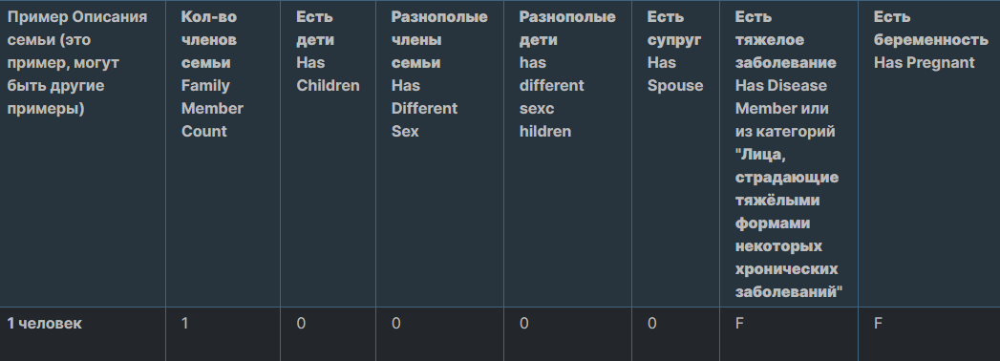 Пример Описания
семьи (это
пример, могут
быть другие
примеры)
Кол-во
членов
семьи
Family
Member
Count
Есть
дети
Has
Children
Разнополые
члены
семьи
Has
Different
Sex
Разнополые
дети
has
different
sexc
hildren
Есть
супруг
Has
Spouse
Есть
тяжелое
заболевание
Has Disease
Member или
из категорий
"Лица,
страдающие
тяжёлыми
формами
некоторых
хронических
заболеваний"
Есть
беременность
Has Pregnant
1 человек
1
0
0
0
0
F
F